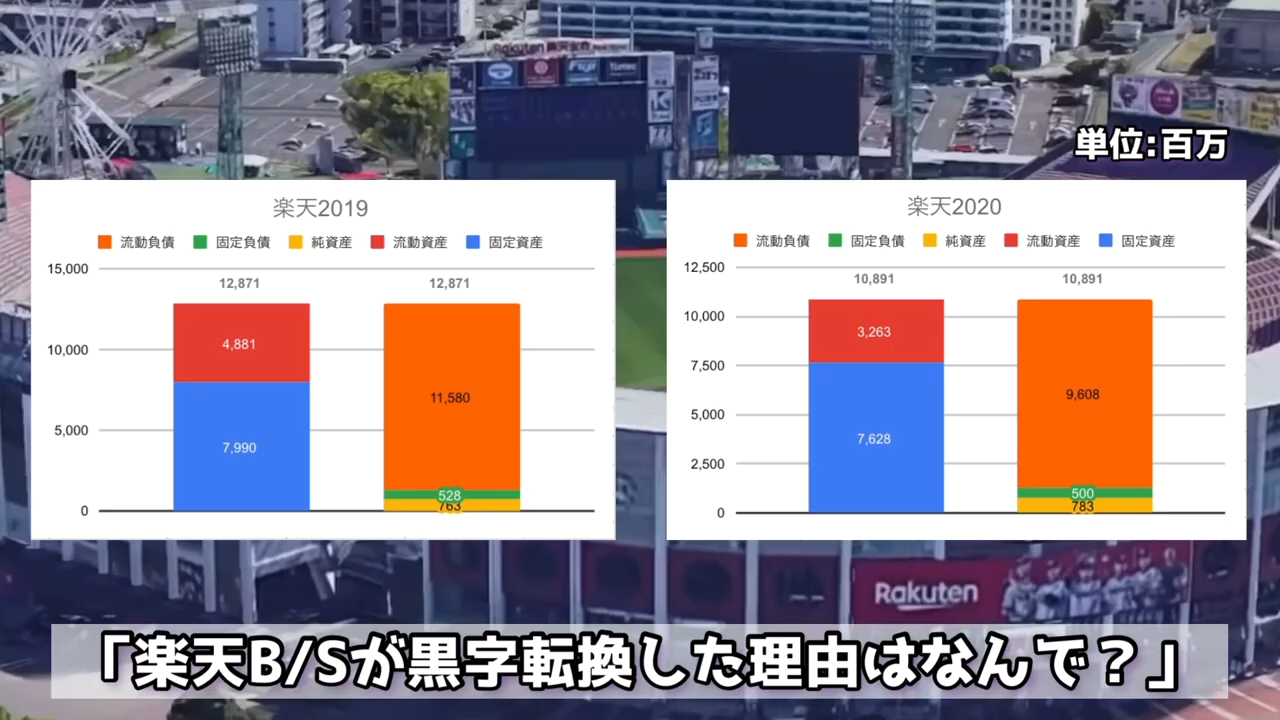 Rakuten
単位:百万
楽天2019
流動負債 固定負債 純資産 流動資産 固定資産
15,000
12,871 12,871
4,881
10,000
11,580
5,000
7,990
528
763
0
楽天2020
流動負債 固定負債 純資産 流動資産 固定資産
12,500
10,891 10,891
10,000
3,263
7,500
9,608
5,000
7,628
2,500
500
783
0
Rakuten
「楽天B/Sが黒字転換した理由はなんで？」